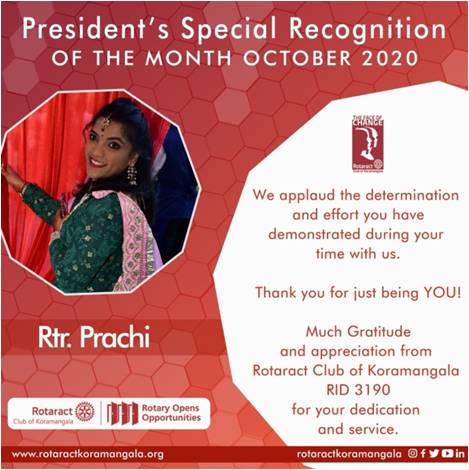 President's Special Recognition
OF THE MONTH OCTOBER 2020
THE FACE OF
CHANGE
Rotaract
Club of Koramangala
We applaud the determination
and effort you have
demonstrated during your
time with us.
Thank you for just being YOU!
Much Gratitude
and appreciation from
Rotaract Club of Koramangala
RID 3190
for your dedication
and service.
Rtr. Prachi
Rotaract
Club of Koramangala
Rotary Opens
Opportunities
www.rotaractkoramangala.org
rotaractkoramangala